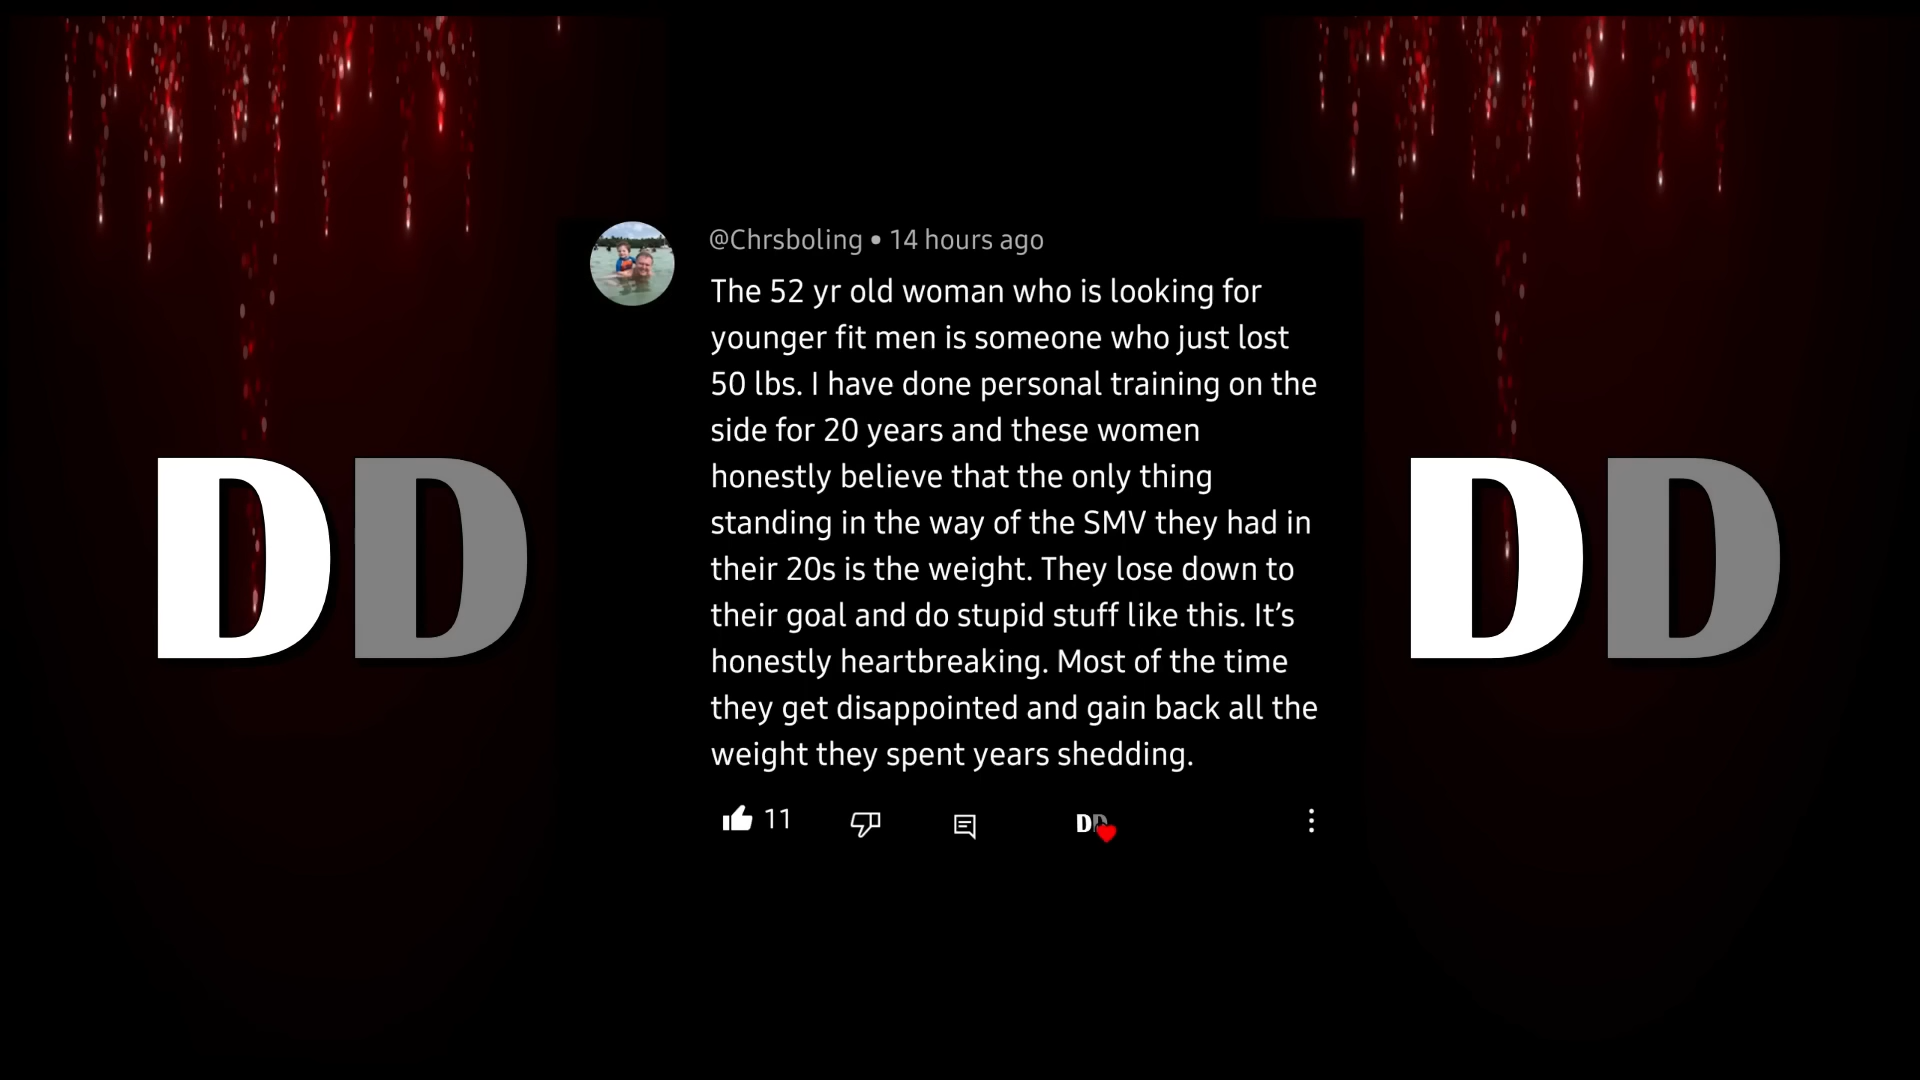 @Chrsboling • 14 hours ago
The 52 yr old woman who is looking for
younger fit men is someone who just lost
50 lbs. I have done personal training on the
side for 20 years and these women
honestly believe that the only thing
standing in the way of the SMV they had in
their 20s is the weight. They lose down to
their goal and do stupid stuff like this. It’s
honestly heartbreaking. Most of the time
they get disappointed and gain back all the
weight they spent years shedding.
11
DD
DD
DD